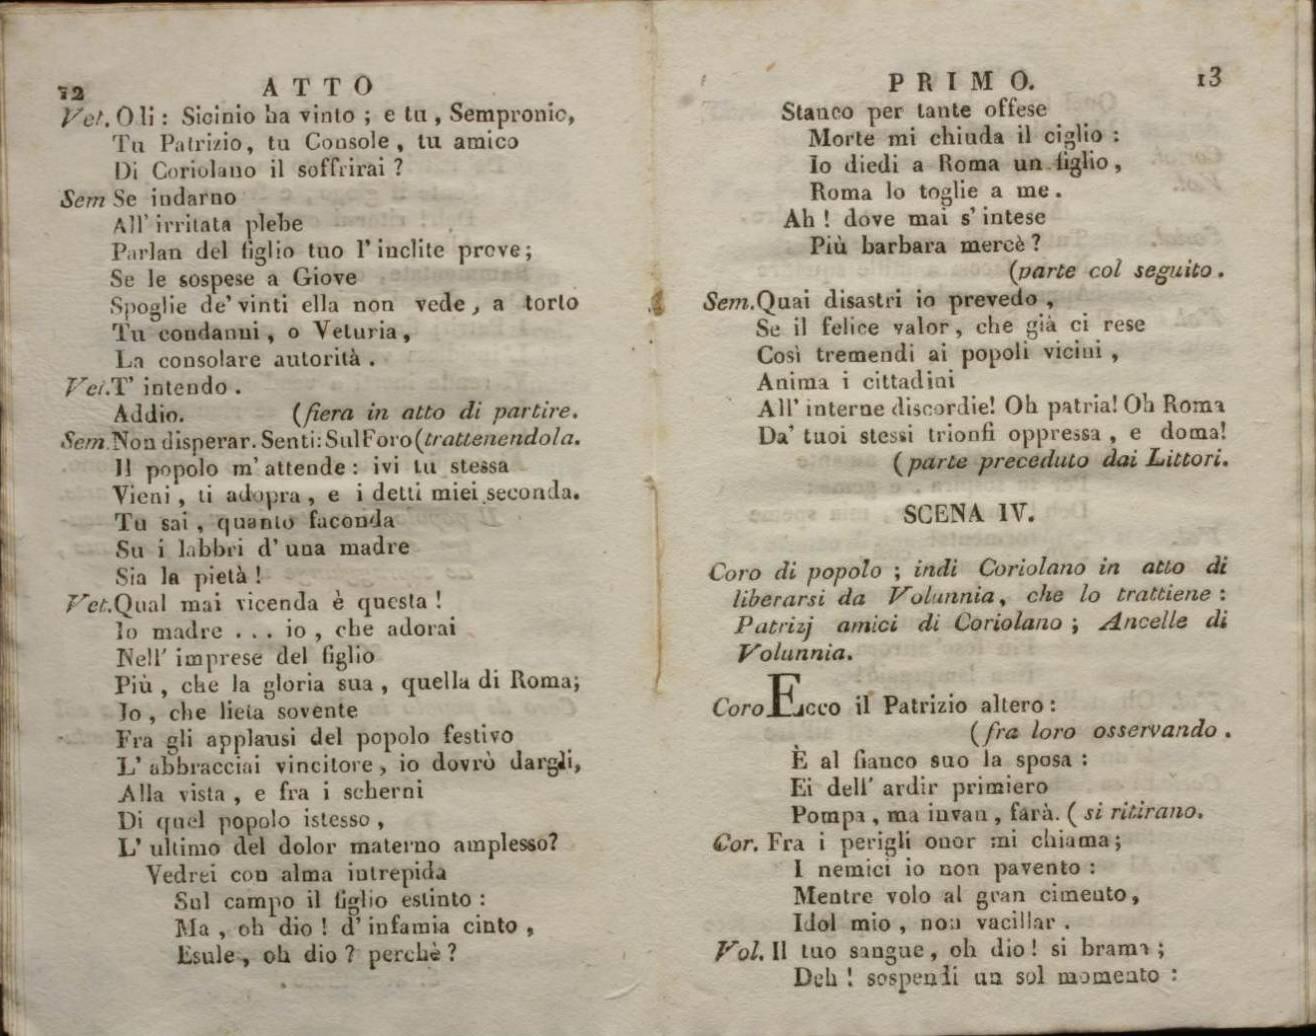 12 ATTO
Vet. Odi: Sicinio ha vinto; e tu, Sempronio,
Tu Patrizio, tu Console, tu amico
Di Coriolano il soffrirai?
Sem Se indarno
All' irritata plebe
Parlan del figlio tuo l'inclite prove;
Se le sospese a Giove
Spoglie de' vinti ella non vede, a torto
Tu condanni, o Veturia,
La consolare autorità.
Vet. T' intendo.
Addio. (fiera in atto di partire.
Sem. Non disperar. Senti: Sul Foro (trattenendola.
Il popolo m' attende: ivi tu stessa
Vieni, ti adopra, e i detti miei seconda.
Tu sai, quanto faconda
Su i labbri d' una madre
Sia la pietà!
Vet. Qual mai vicenda è questa!
Io madre ... io, che adorai
Nell' imprese del figlio
Più, che la gloria sua, quella di Roma;
Io, che lieta sovente
Fra gli applausi del popolo festivo
L' abbracciai vincitore, io dovrò dargli,
Alla vista, e fra i scherni
Di quel popolo istesso,
L' ultimo del dolor materno amplesso?
Vedrei con alma intrepida
Sul campo il figlio estinto:
Ma, oh dio! d' infamia cinto,
Esule, oh dio? perchè?
PRIMO. 13
Stanco per tante offese
Morte mi chiuda il ciglio:
Io diedi a Roma un figlio,
Roma lo toglie a me.
Ah! dove mai s' intese
Più barbara mercè?
(parte col seguito.
Sem. Quai disastri io prevedo,
Se il felice valor, che già ci rese
Così tremendi ai popoli vicini,
Anima i cittadini
All' interne discordie! Oh patria! Oh Roma
Da' tuoi stessi trionfi oppressa, e doma!
(parte preceduto dai Littori.
SCENA IV.
Coro di popolo; indi Coriolano in atto di
liberarsi da Volunnia, che lo trattiene:
Patrizj amici di Coriolano; Ancelle di
Volunnia.
Coro Ecco il Patrizio altero:
(fra loro osservando.
È al fianco suo la sposa:
Ei dell' ardir primiero
Pompa, ma invan, farà. (si ritirano.
Cor. Fra i perigli onor mi chiama;
I nemici io non pavento:
Mentre volo al gran cimento,
Idol mio, non vacillar.
Vol. Il tuo sangue, oh dio! si brama;
Deh! sospendi un sol momento: